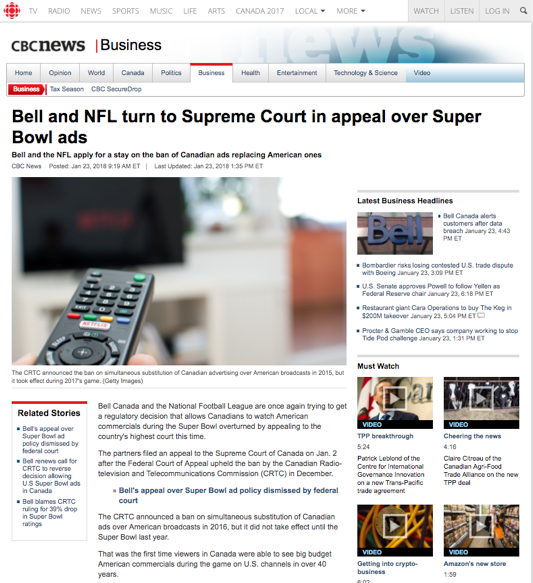 TV RADIO NEWS SPORTS MUSIC LIFE ARTS CANADA 2017 LOCAL MORE WATCH LISTEN LOG IN
CBCnews | Business
news
Home Opinion World Canada Politics Business Health Entertainment Technology & Science Video
Business Tax Season CBC SecureDrop
Bell and NFL turn to Supreme Court in appeal over Super
Bowl ads
Bell and the NFL apply for a stay on the ban of Canadian ads replacing American ones
CBC News Posted: Jan 23, 2018 9:19 AM ET | Last Updated: Jan 23, 2018 1:35 PM ET
NETFLIX
NETFLIX
The CRTC announced the ban on simultaneous substitution of Canadian advertising over American broadcasts in 2015, but
it took effect during 2017's game. (Getty Images)
Related Stories
Bell's appeal over
Super Bowl ad
policy dismissed by
federal court
Bell renews call for
CRTC to reverse
decision allowing
U.S Super Bowl ads
in Canada
Bell blames CRTC
ruling for 39% drop
in Super Bowl
ratings
Bell Canada and the National Football League are once again trying to get
a regulatory decision that allows Canadians to watch American
commercials during the Super Bowl overturned by appealing to the
country's highest court this time.
The partners filed an appeal to the Supreme Court of Canada on Jan. 2
after the Federal Court of Appeal upheld the ban by the Canadian Radio-
television and Telecommunications Commission (CRTC) in December.
Bell's appeal over Super Bowl ad policy dismissed by federal
court
The CRTC announced a ban on simultaneous substitution of Canadian
ads over American broadcasts in 2016, but it did not take effect until the
Super Bowl last year.
That was the first time viewers in Canada were able to see big budget
American commercials during the game on U.S. channels in over 40
years.
Latest Business Headlines
Bell
Bell Canada alerts
customers after data
breach January 23, 4:43
PM ET
Bombardier risks losing contested U.S. trade dispute
with Boeing January 23, 3:09 PM ET
U.S. Senate approves Powell to follow Yellen as
Federal Reserve chair January 23, 6:18 PM ET
Restaurant giant Cara Operations to buy The Keg in
$200M takeover January 23, 5:04 PM ET
Procter & Gamble CEO says company working to stop
Tide Pod challenge January 23, 1:31 PM ET
Must Watch
VIDEO
TPP breakthrough
5:24
Patrick Leblond of the
Centre for International
Governance Innovation
on a new Trans-Pacific
trade agreement
VIDEO
Cheering the news
4:16
Claire Citreau of the
Canadian Agri-Food
Trade Alliance on the new
TPP deal
VIDEO
Getting into crypto-
business
6:03
VIDEO
Amazon's new store
1:59